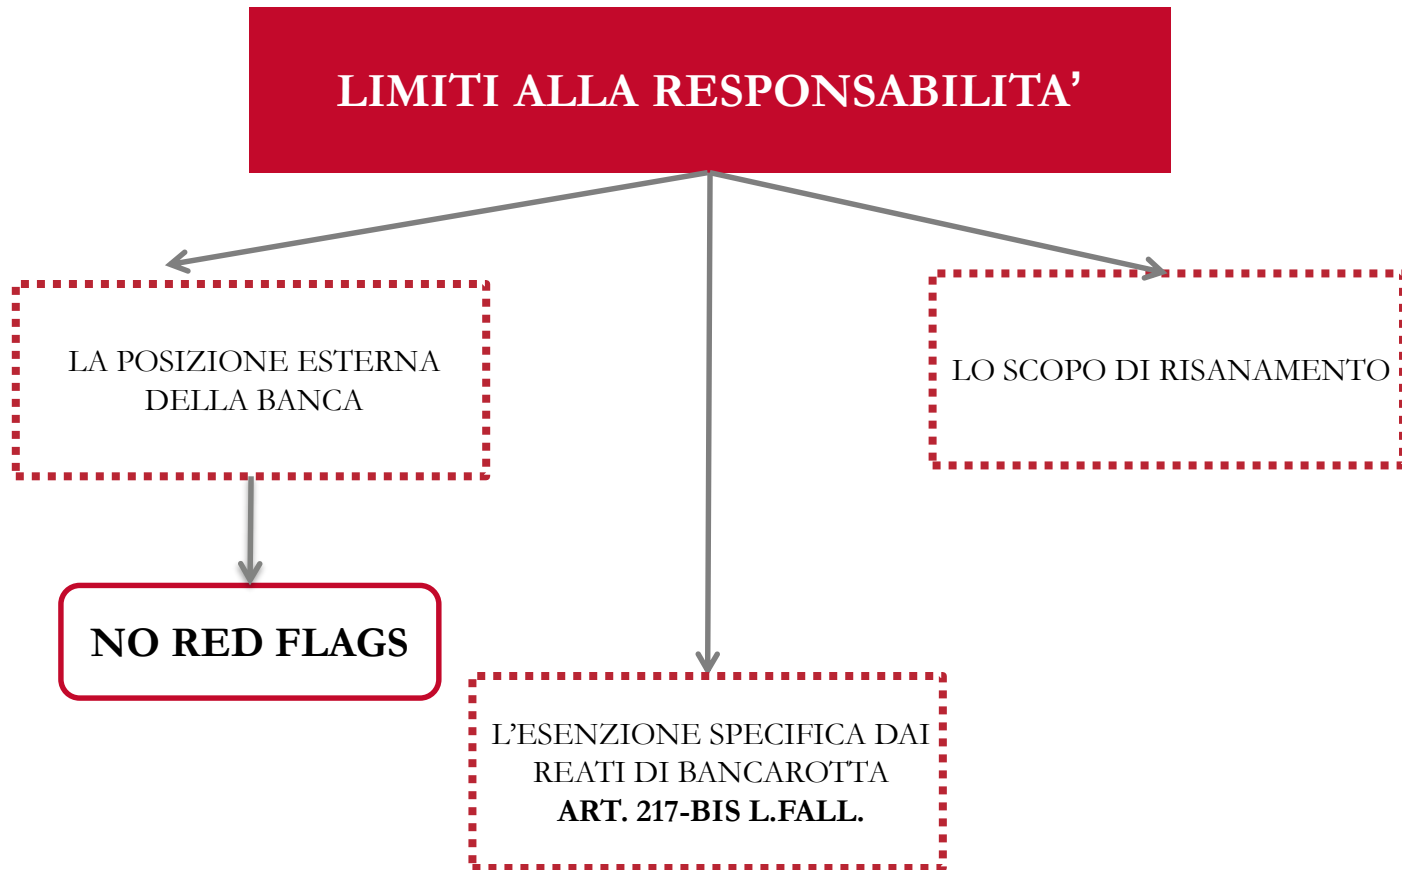 LIMITI ALLA RESPONSABILITA’
LA POSIZIONE ESTERNA
DELLA BANCA
LO SCOPO DI RISANAMENTO
NO RED FLAGS
L’ESENZIONE SPECIFICA DAI
REATI DI BANCAROTTA
ART. 217-BIS L.FALL.